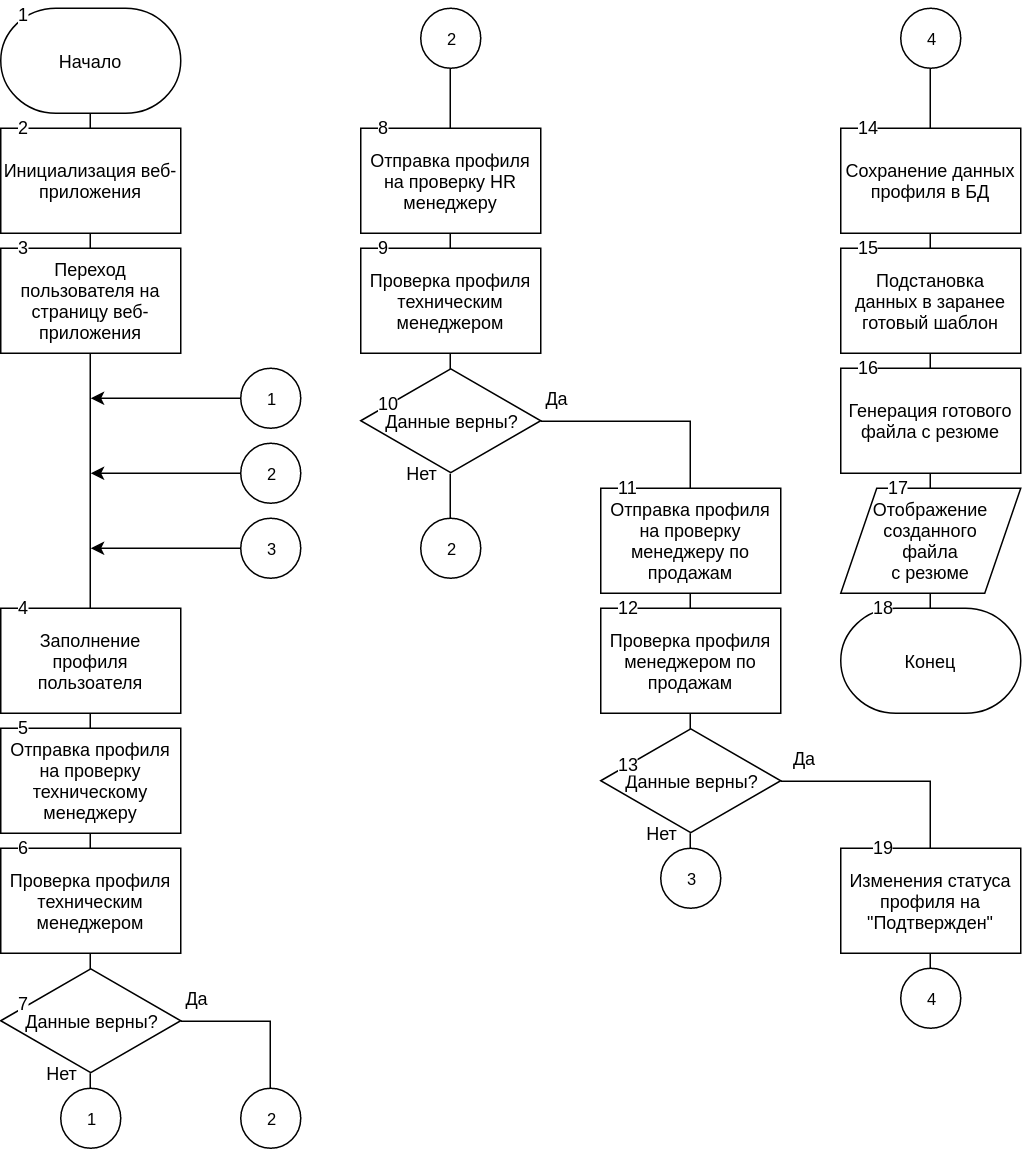 1
Начало
2
Инициализация веб-
приложения
3
Переход
пользователя на
страницу веб-
приложения
1
2
3
4
Заполнение
профиля
пользоателя
5
Отправка профиля
на проверку
техническому
менеджеру
6
Проверка профиля
техническим
менеджером
7
Данные верны?
Да
Нет
1
2
2
8
Отправка профиля
на проверку HR
менеджеру
9
Проверка профиля
техническим
менеджером
10
Данные верны?
Да
Нет
2
11
Отправка профиля
на проверку
менеджеру по
продажам
12
Проверка профиля
менеджером по
продажам
13
Данные верны?
Да
Нет
3
4
14
Сохранение данных
профиля в БД
15
Подстановка
данных в заранее
готовый шаблон
16
Генерация готового
файла с резюме
17
Отображение
созданного
файла
с резюме
18
Конец
19
Изменения статуса
профиля на
"Подтвержден"
4